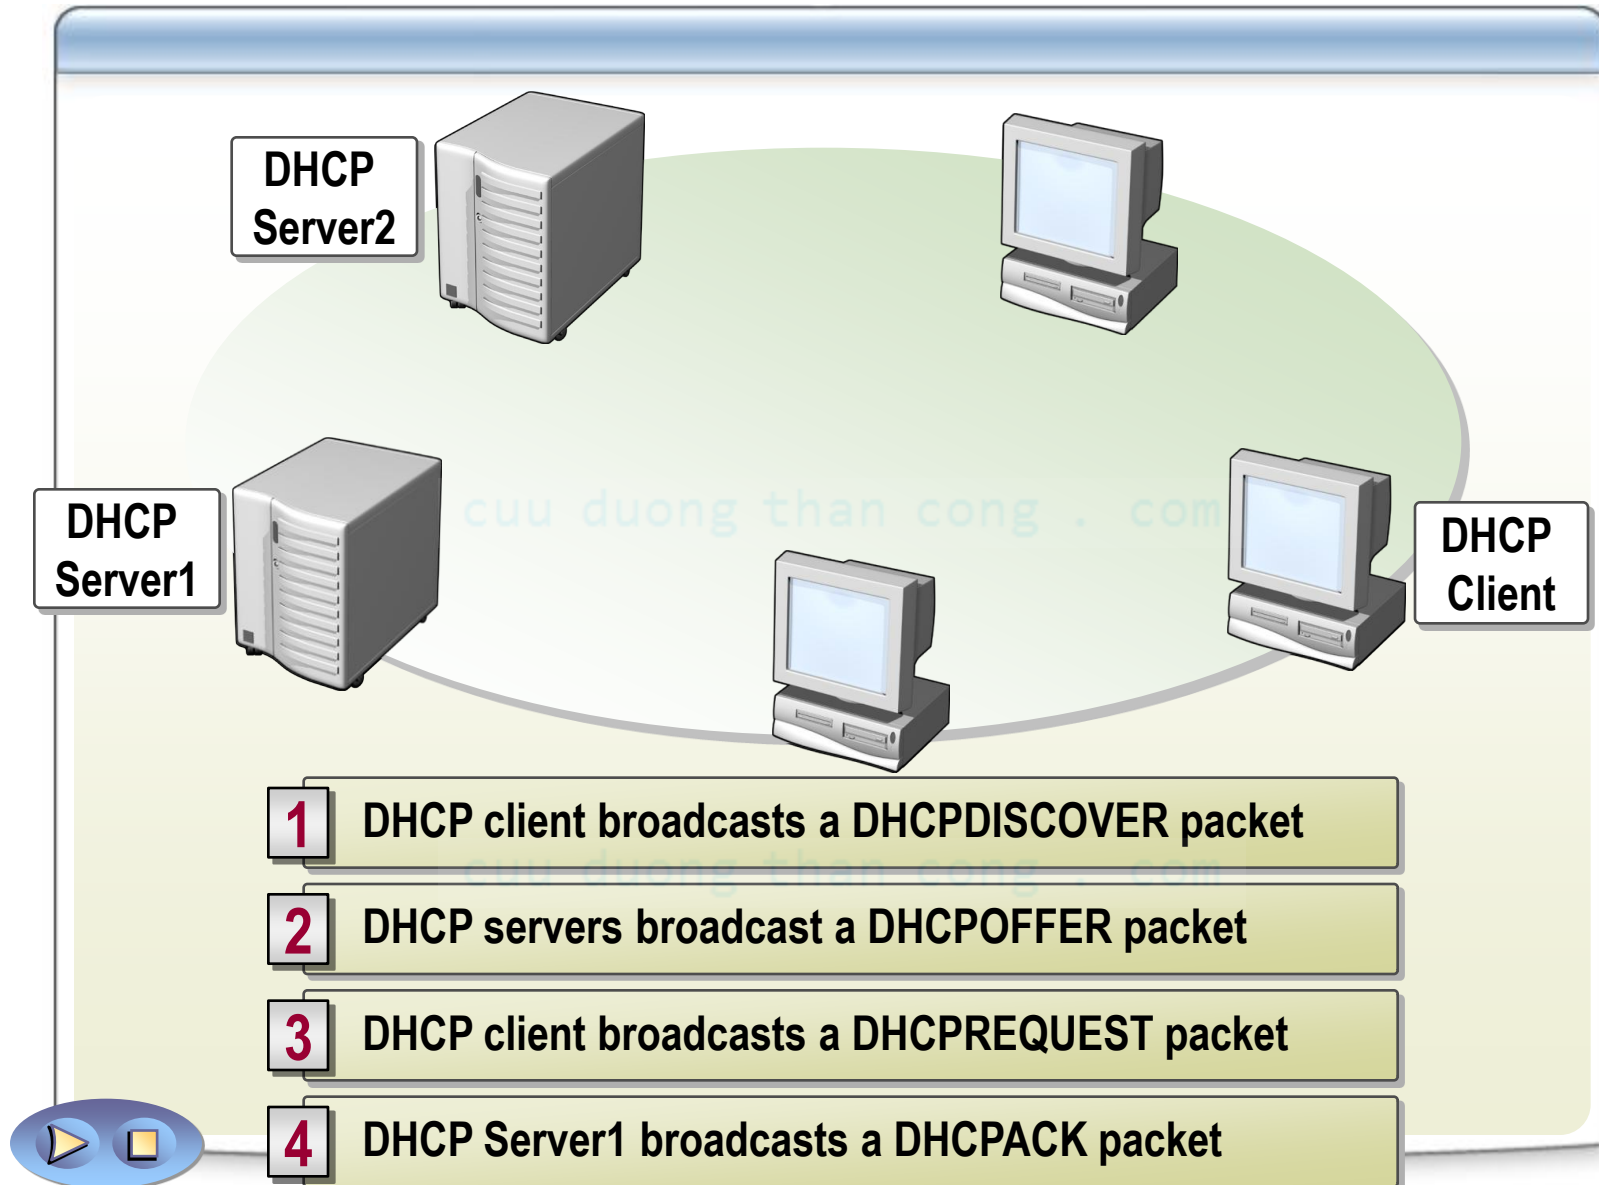 DHCP
Server2
DHCP
Server1
cuu duong than cong . com
DHCP
Client
1 DHCP client broadcasts a DHCPDISCOVER packet
cuu duong than cong . com
2 DHCP servers broadcast a DHCPOFFER packet
3 DHCP client broadcasts a DHCPREQUEST packet
4 DHCP Server1 broadcasts a DHCPACK packet